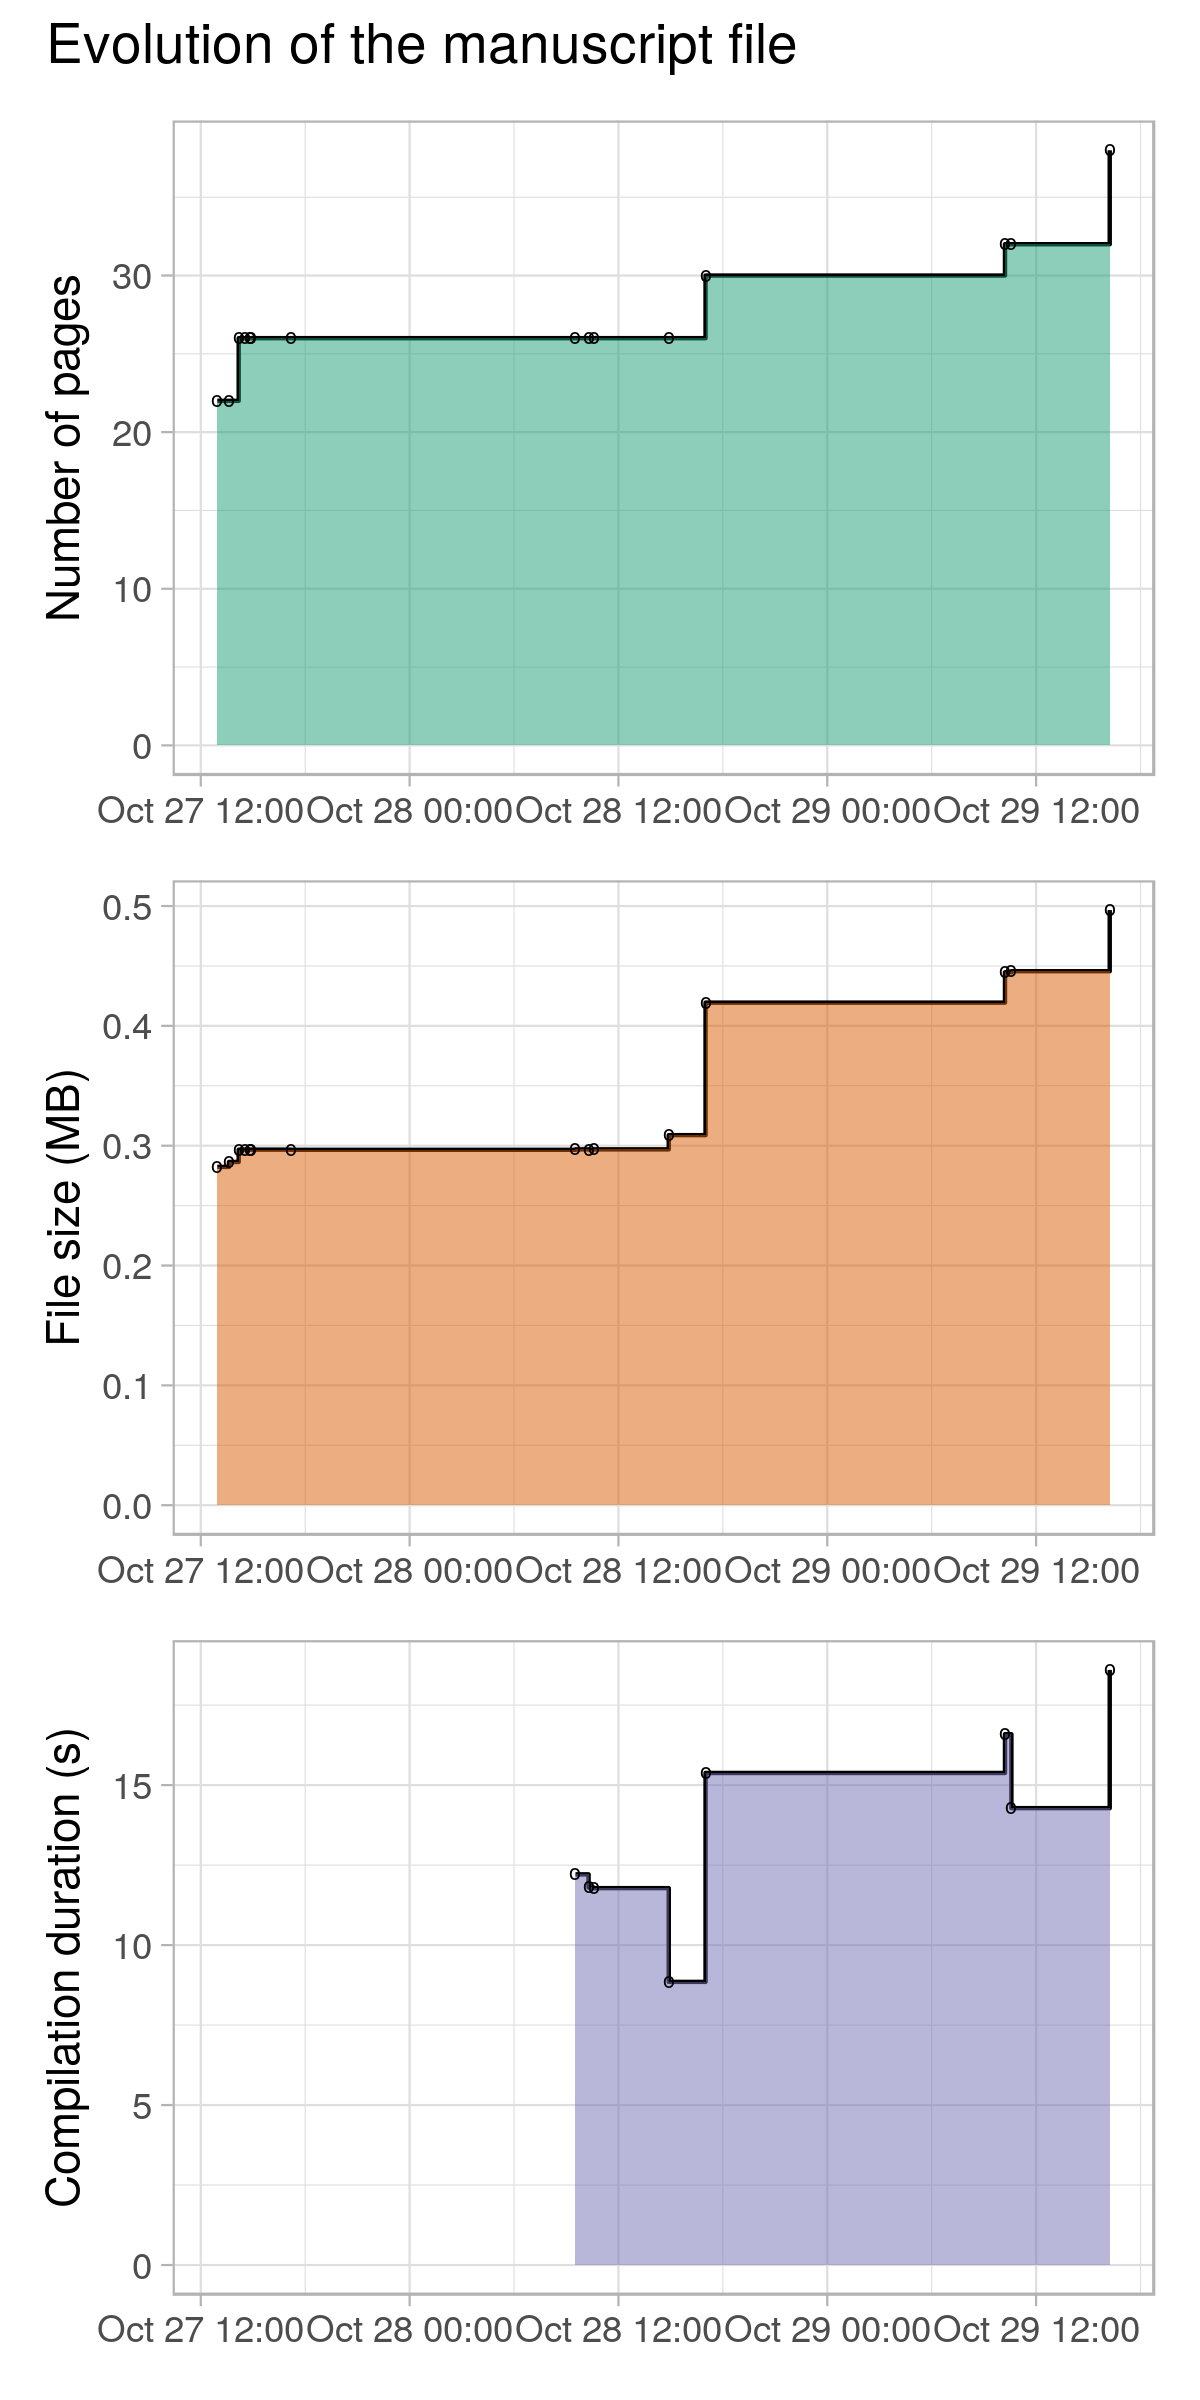 Evolution of the manuscript file
Number of pages
30
20
10
0
Oct 27 12:00 Oct 28 00:00 Oct 28 12:00 Oct 29 00:00 Oct 29 12:00
File size (MB)
0.5
0.4
0.3
0.2
0.1
0.0
Oct 27 12:00 Oct 28 00:00 Oct 28 12:00 Oct 29 00:00 Oct 29 12:00
Compilation duration (s)
15
10
5
0
Oct 27 12:00 Oct 28 00:00 Oct 28 12:00 Oct 29 00:00 Oct 29 12:00